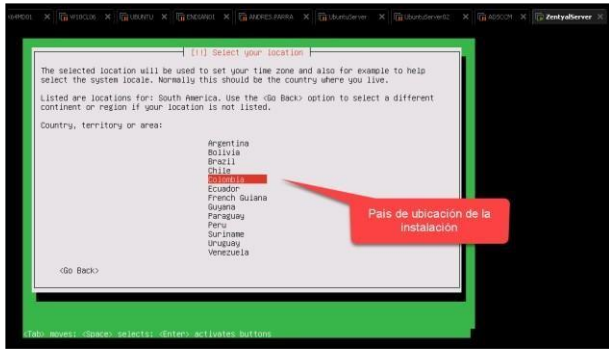 W10CL06 UBUNTU ENDIAN01 ANDRES-PARRA UbuntuServer UbuntuServer02 ZentyalServer
[!!] Select your location
The selected location will be used to set your time zone and also for example to help
select the system locale. Normally this should be the country where you live.
Listed are locations for: South America. Use the <Go Back> option to select a different
continent or region if your location is not listed.
Country, territory or area:
Argentina
Bolivia
Brazil
Chile
Colombia
Ecuador
French Guiana
Guyana
Paraguay
Peru
Suriname
Uruguay
Venezuela
País de ubicación de la
instalación
<Go Back>
<Tab> moves; <Space> selects; <Enter> activates buttons